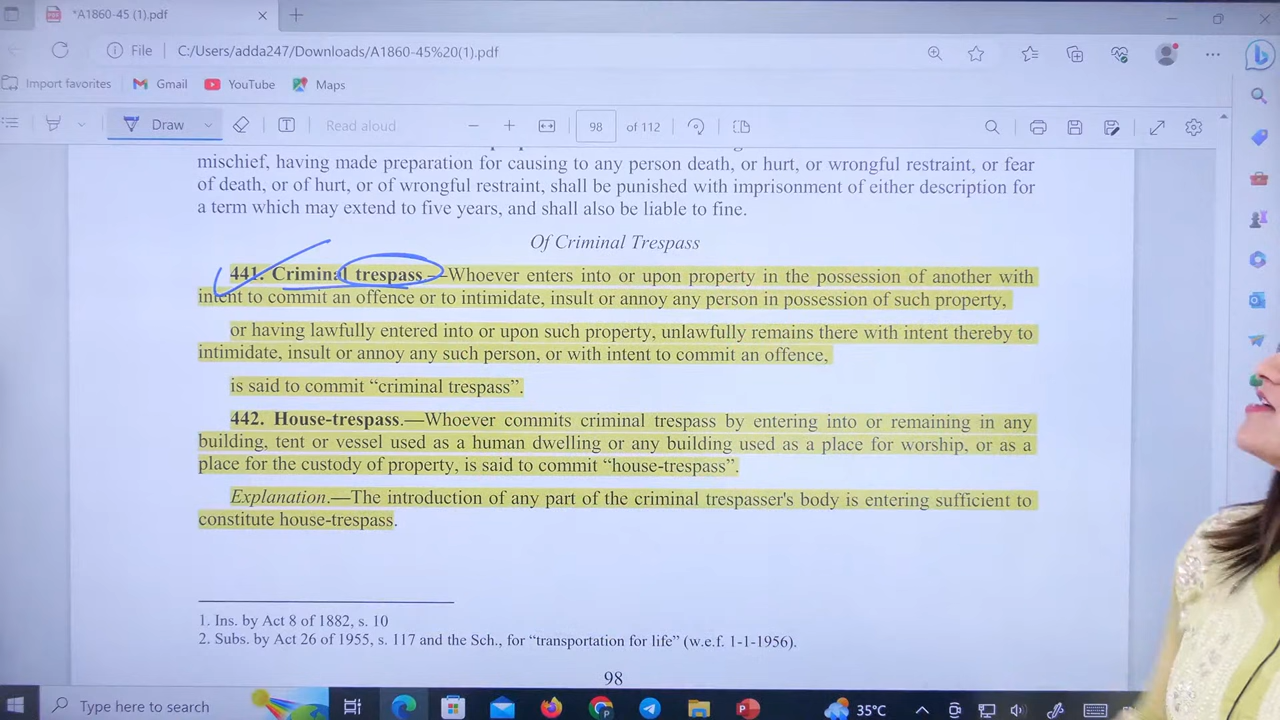 *A1860-45 (1).pdf
File C:/Users/adda247/Downloads/A1860-45%20(1).pdf
Import favorites Gmail YouTube Maps
Draw Read aloud 98 of 112
mischief, having made preparation for causing to any person death, or hurt, or wrongful restraint, or fear
of death, or of hurt, or of wrongful restraint, shall be punished with imprisonment of either description for
a term which may extend to five years, and shall also be liable to fine.
Of Criminal Trespass
441. Criminal trespass.—Whoever enters into or upon property in the possession of another with
intent to commit an offence or to intimidate, insult or annoy any person in possession of such property,
or having lawfully entered into or upon such property, unlawfully remains there with intent thereby to
intimidate, insult or annoy any such person, or with intent to commit an offence,
is said to commit “criminal trespass”.
442. House-trespass.—Whoever commits criminal trespass by entering into or remaining in any
building, tent or vessel used as a human dwelling or any building used as a place for worship, or as a
place for the custody of property, is said to commit “house-trespass”.
Explanation.—The introduction of any part of the criminal trespasser's body is entering sufficient to
constitute house-trespass.
1. Ins. by Act 8 of 1882, s. 10
2. Subs. by Act 26 of 1955, s. 117 and the Sch., for “transportation for life” (w.e.f. 1-1-1956).
98
Type here to search 35°C